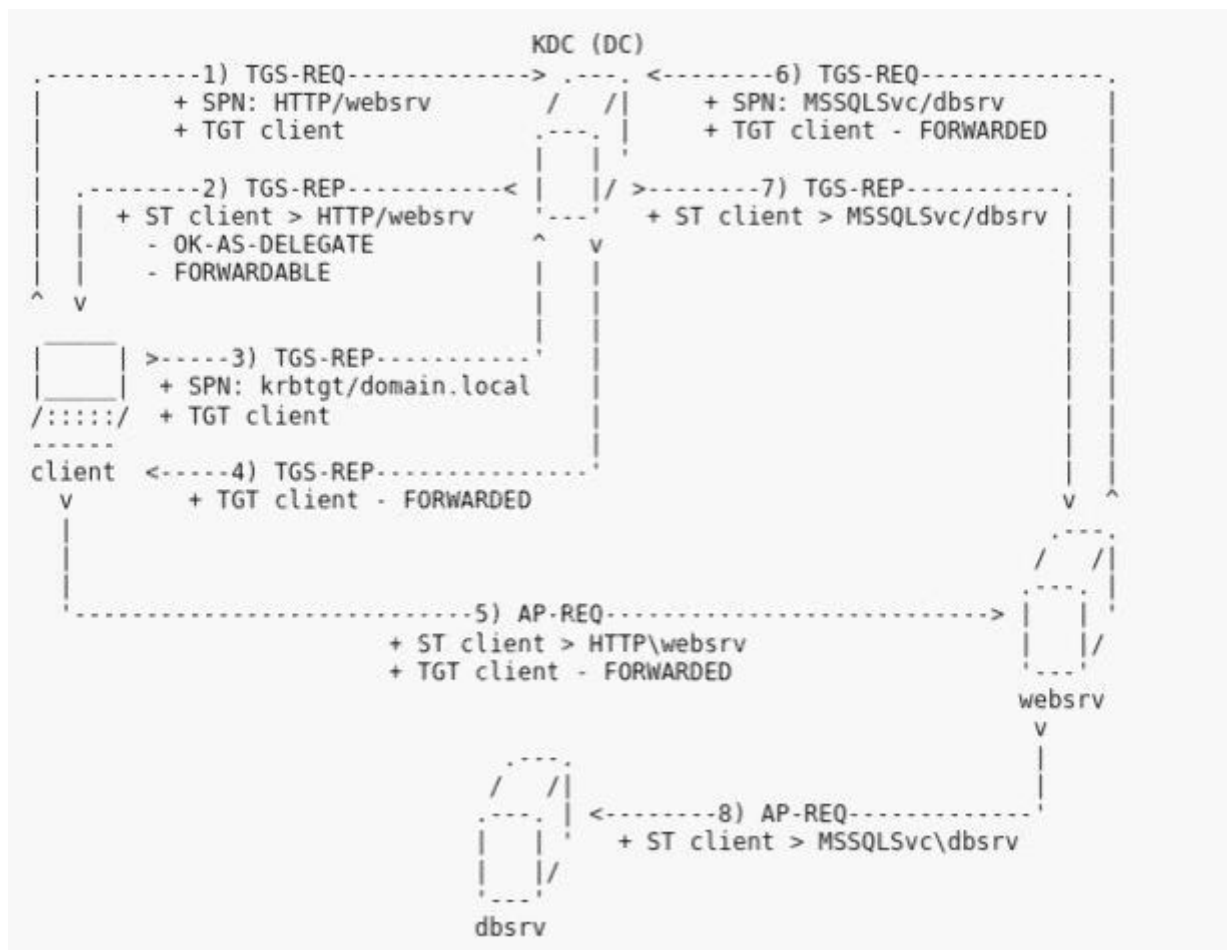 KDC (DC)
1) TGS-REQ
+ SPN: HTTP/websrv
+ TGT client
6) TGS-REQ
+ SPN: MSSQLSvc/dbsrv
+ TGT client - FORWARDED
2) TGS-REP
+ ST client > HTTP/websrv
- OK-AS-DELEGATE
- FORWARDABLE
7) TGS-REP
+ ST client > MSSQLSvc/dbsrv
3) TGS-REP
+ SPN: krbtgt/domain.local
+ TGT client
client
4) TGS-REP
+ TGT client - FORWARDED
5) AP-REQ
+ ST client > HTTP\websrv
+ TGT client - FORWARDED
websrv
8) AP-REQ
+ ST client > MSSQLSvc\dbsrv
dbsrv